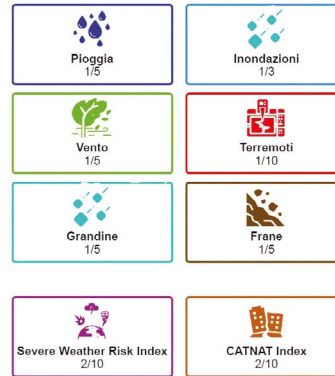 Pioggia
1/5
Inondazioni
1/3
Vento
1/5
Terremoti
1/10
Grandine
1/5
Frane
1/5
Severe Weather Risk Index
2/10
CATNAT Index
2/10